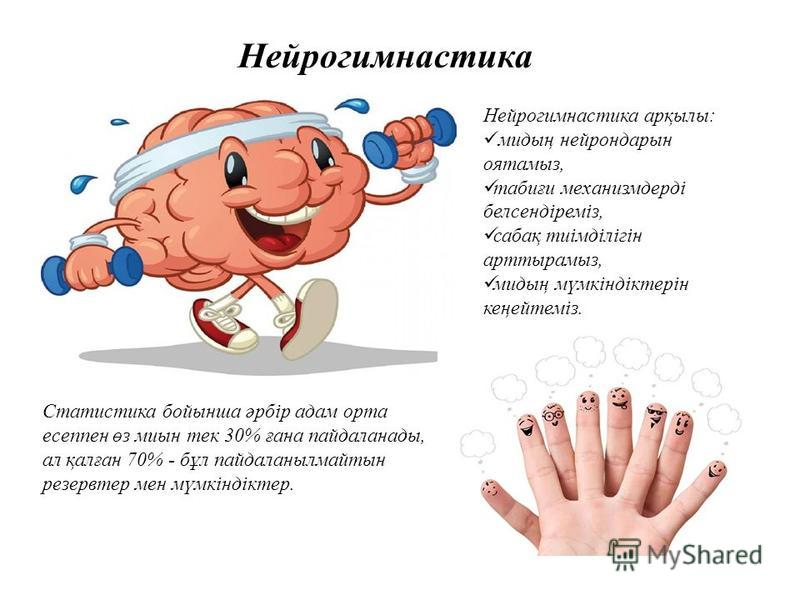 Нейрогимнастика
Нейрогимнастика арқылы:
✓ мидың нейрондарын
оятамыз,
✓ табиғи механизмдерді
белсендіреміз,
✓ сабақ тиімділігін
арттырамыз,
✓ мидың мүмкіндіктерін
кеңейтеміз.
Статистика бойынша әрбір адам орта
есеппен өз миын тек 30% ғана пайдаланады,
ал қалған 70% - бұл пайдаланылмайтын
резервтер мен мүмкіндіктер.
MyShared